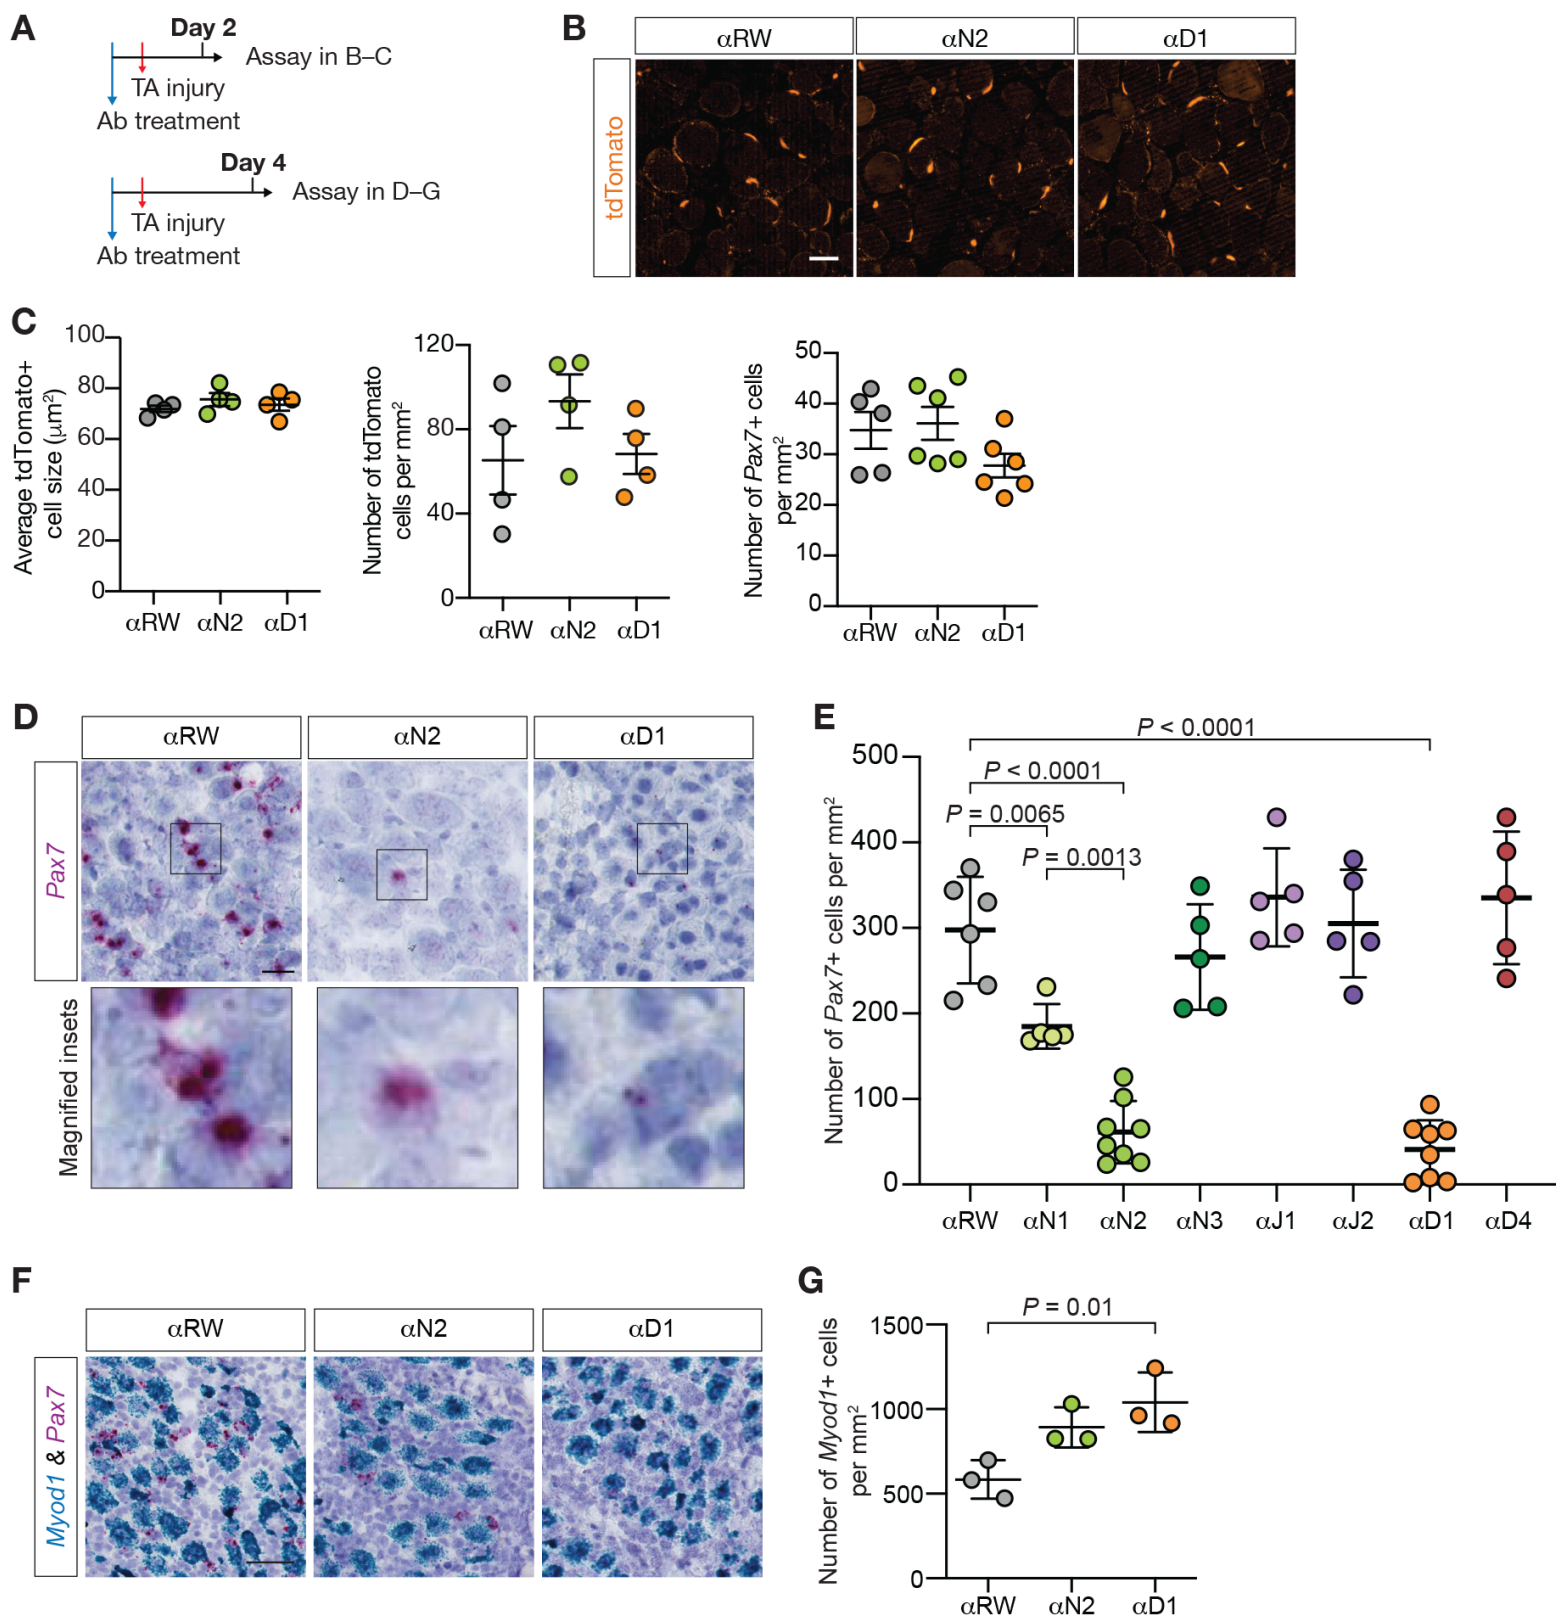 A
Day 2
Assay in B–C
TA injury
Ab treatment
Day 4
Assay in D–G
TA injury
Ab treatment
B
αRW
αN2
αD1
tdTomato
C
Average tdTomato+
cell size (μm²)
100
80
60
40
20
0
αRW
αN2
αD1
Number of tdTomato
cells per mm²
120
80
40
0
αRW
αN2
αD1
Number of Pax7+ cells
per mm²
50
40
30
20
10
0
αRW
αN2
αD1
D
αRW
αN2
αD1
Pax7
Magnified insets
E
P < 0.0001
P < 0.0001
P = 0.0065
P = 0.0013
Number of Pax7+ cells per mm²
500
400
300
200
100
0
αRW
αN1
αN2
αN3
αJ1
αJ2
αD1
αD4
F
αRW
αN2
αD1
Myod1 & Pax7
G
P = 0.01
Number of Myod1+ cells
per mm²
1500
1000
500
0
αRW
αN2
αD1